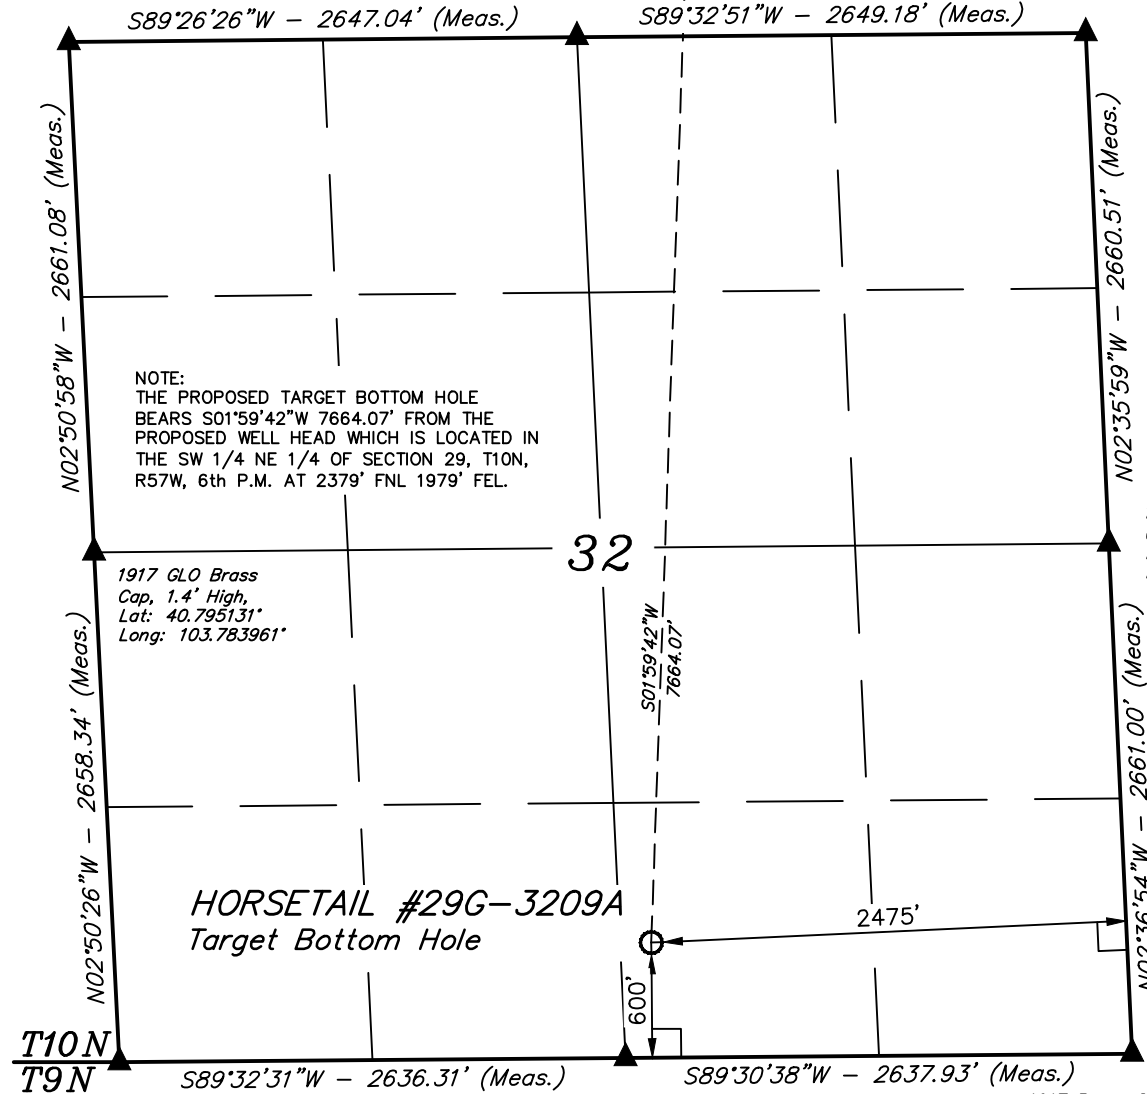 S89°26'26"W - 2647.04' (Meas.)
S89°32'51"W - 2649.18' (Meas.)
N02°50'58"W - 2661.08' (Meas.)
N02°35'59"W - 2660.51' (Meas.)
NOTE:
THE PROPOSED TARGET BOTTOM HOLE
BEARS S01°59'42"W 7664.07' FROM THE
PROPOSED WELL HEAD WHICH IS LOCATED IN
THE SW 1/4 NE 1/4 OF SECTION 29, T10N,
R57W, 6th P.M. AT 2379' FNL 1979' FEL.
32
1917 GLO Brass
Cap, 1.4' High,
Lat: 40.795131°
Long: 103.783961°
S01°59'42"W
7664.07'
N02°50'26"W - 2658.34' (Meas.)
N02°36'54"W - 2661.00' (Meas.)
HORSETAIL #29G-3209A
Target Bottom Hole
2475'
600'
T10N
T9N
S89°32'31"W - 2636.31' (Meas.)
S89°30'38"W - 2637.93' (Meas.)